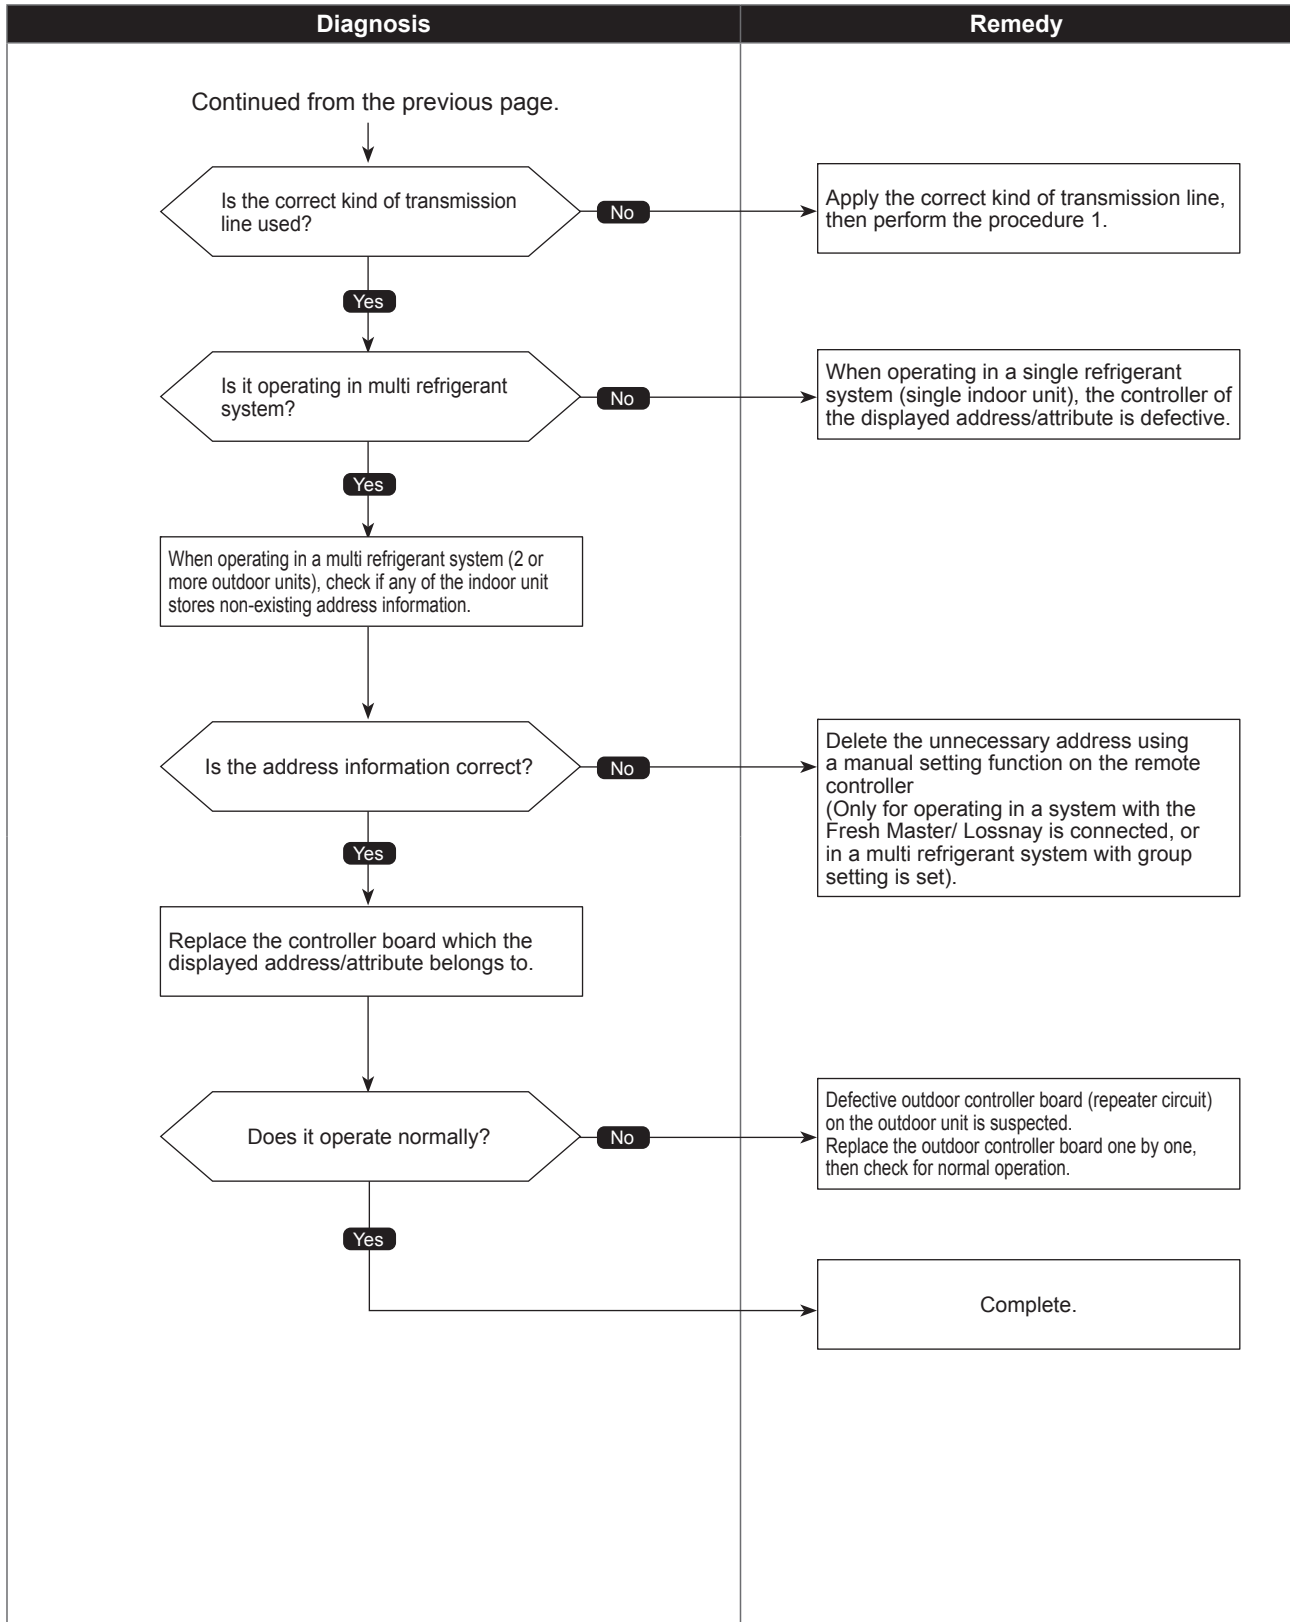 Diagnosis
Remedy
Continued from the previous page.
Is the correct kind of transmission
line used?
No
Apply the correct kind of transmission line,
then perform the procedure 1.
Yes
Is it operating in multi refrigerant
system?
No
When operating in a single refrigerant
system (single indoor unit), the controller of
the displayed address/attribute is defective.
Yes
When operating in a multi refrigerant system (2 or
more outdoor units), check if any of the indoor unit
stores non-existing address information.
Is the address information correct?
No
Delete the unnecessary address using
a manual setting function on the remote
controller
(Only for operating in a system with the
Fresh Master/ Lossnay is connected, or
in a multi refrigerant system with group
setting is set).
Yes
Replace the controller board which the
displayed address/attribute belongs to.
Does it operate normally?
No
Defective outdoor controller board (repeater circuit)
on the outdoor unit is suspected.
Replace the outdoor controller board one by one,
then check for normal operation.
Yes
Complete.